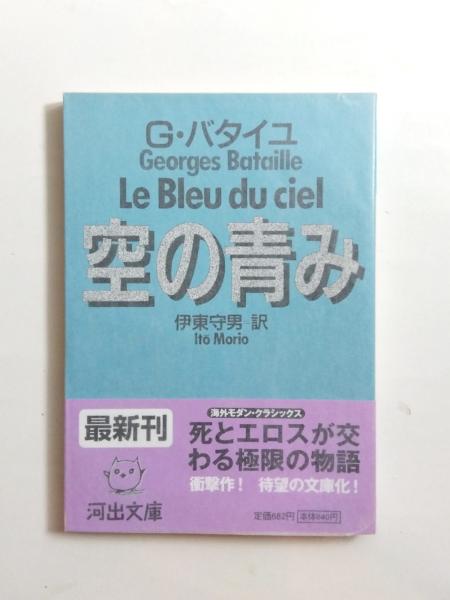 G・バタイユ
Georges Bataille
Le Bleu du ciel
空の青み
伊東守男=訳
Itō Morio
最新刊
海外モダン・クラシックス
死とエロスが交
わる極限の物語
衝撃作！ 待望の文庫化！
河出文庫
定価682円 本体640円